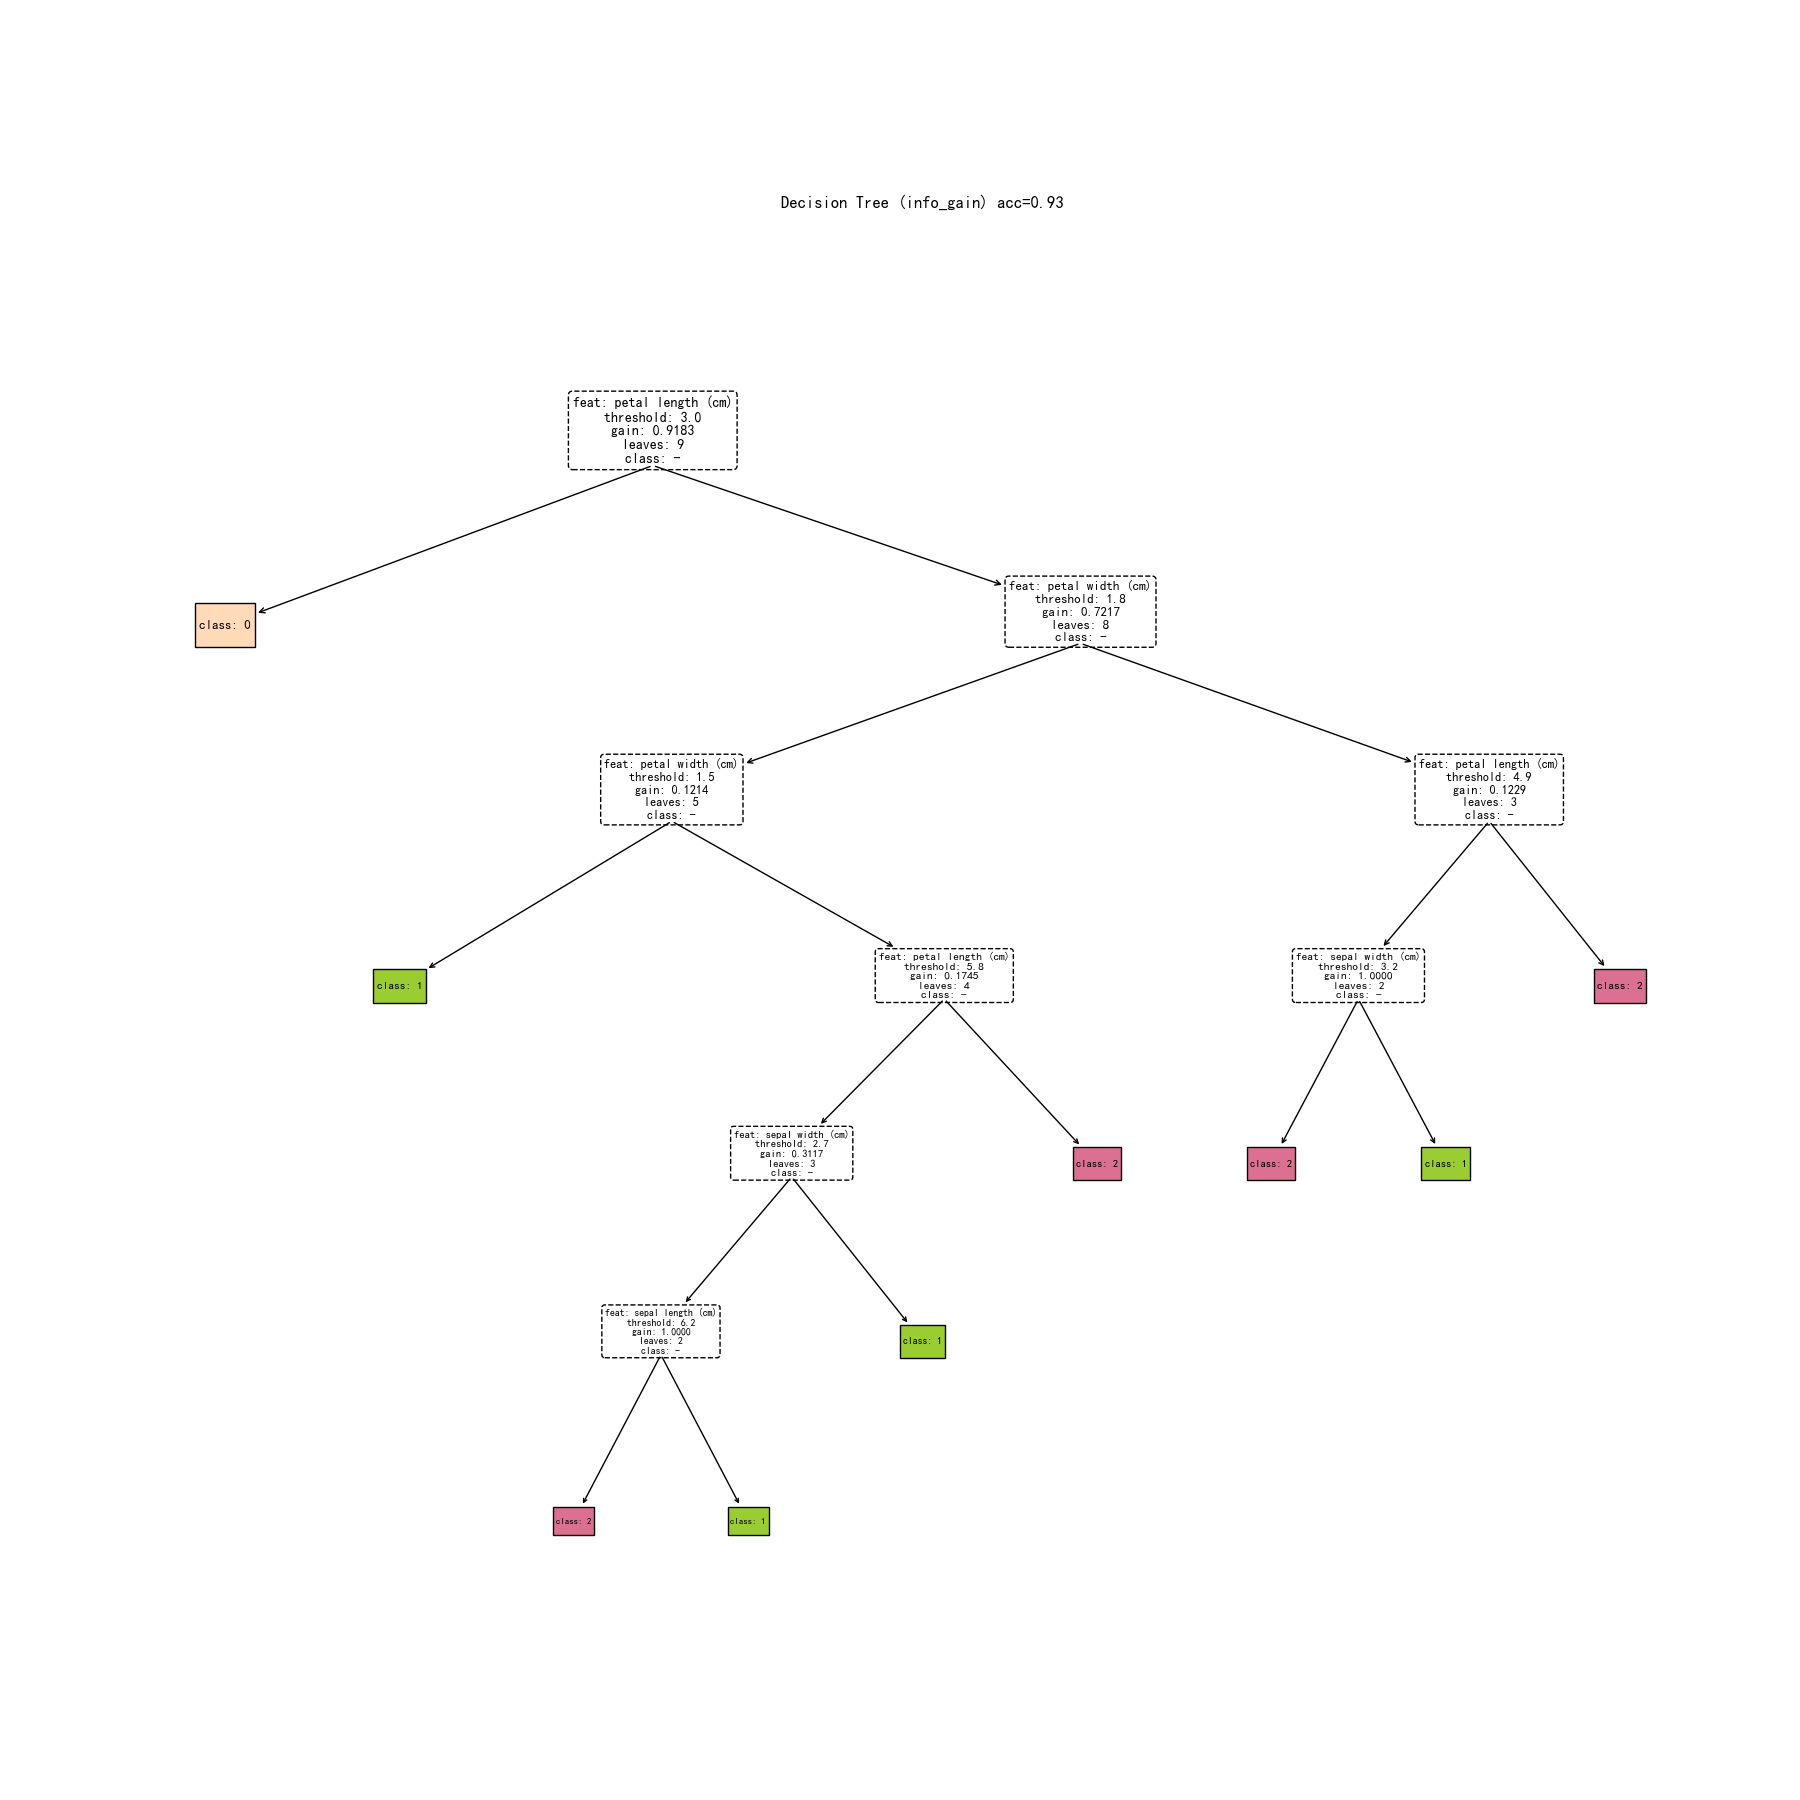 Decision Tree (info_gain) acc=0.93
feat: petal length (cm)
threshold: 3.0
gain: 0.9183
leaves: 9
class: -
class: 0
feat: petal width (cm)
threshold: 1.8
gain: 0.7217
leaves: 8
class: -
feat: petal width (cm)
threshold: 1.5
gain: 0.1214
leaves: 5
class: -
feat: petal length (cm)
threshold: 4.9
gain: 0.1229
leaves: 3
class: -
class: 1
feat: petal length (cm)
threshold: 5.8
gain: 0.1745
leaves: 4
class: -
feat: sepal width (cm)
threshold: 3.2
gain: 1.0000
leaves: 2
class: -
class: 2
feat: sepal width (cm)
threshold: 2.7
gain: 0.3117
leaves: 3
class: -
class: 2
class: 2
class: 1
feat: sepal length (cm)
threshold: 6.2
gain: 1.0000
leaves: 2
class: -
class: 1
class: 2
class: 1